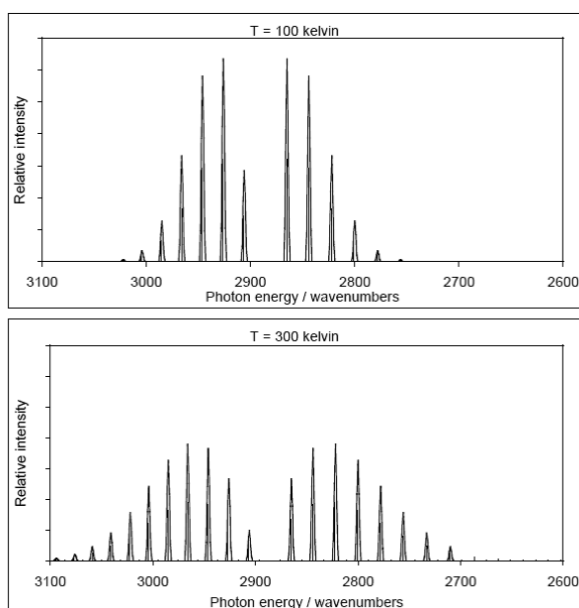 T = 100 kelvin
Relative intensity
3100 3000 2900 2800 2700 2600
Photon energy / wavenumbers
T = 300 kelvin
Relative intensity
3100 3000 2900 2800 2700 2600
Photon energy / wavenumbers